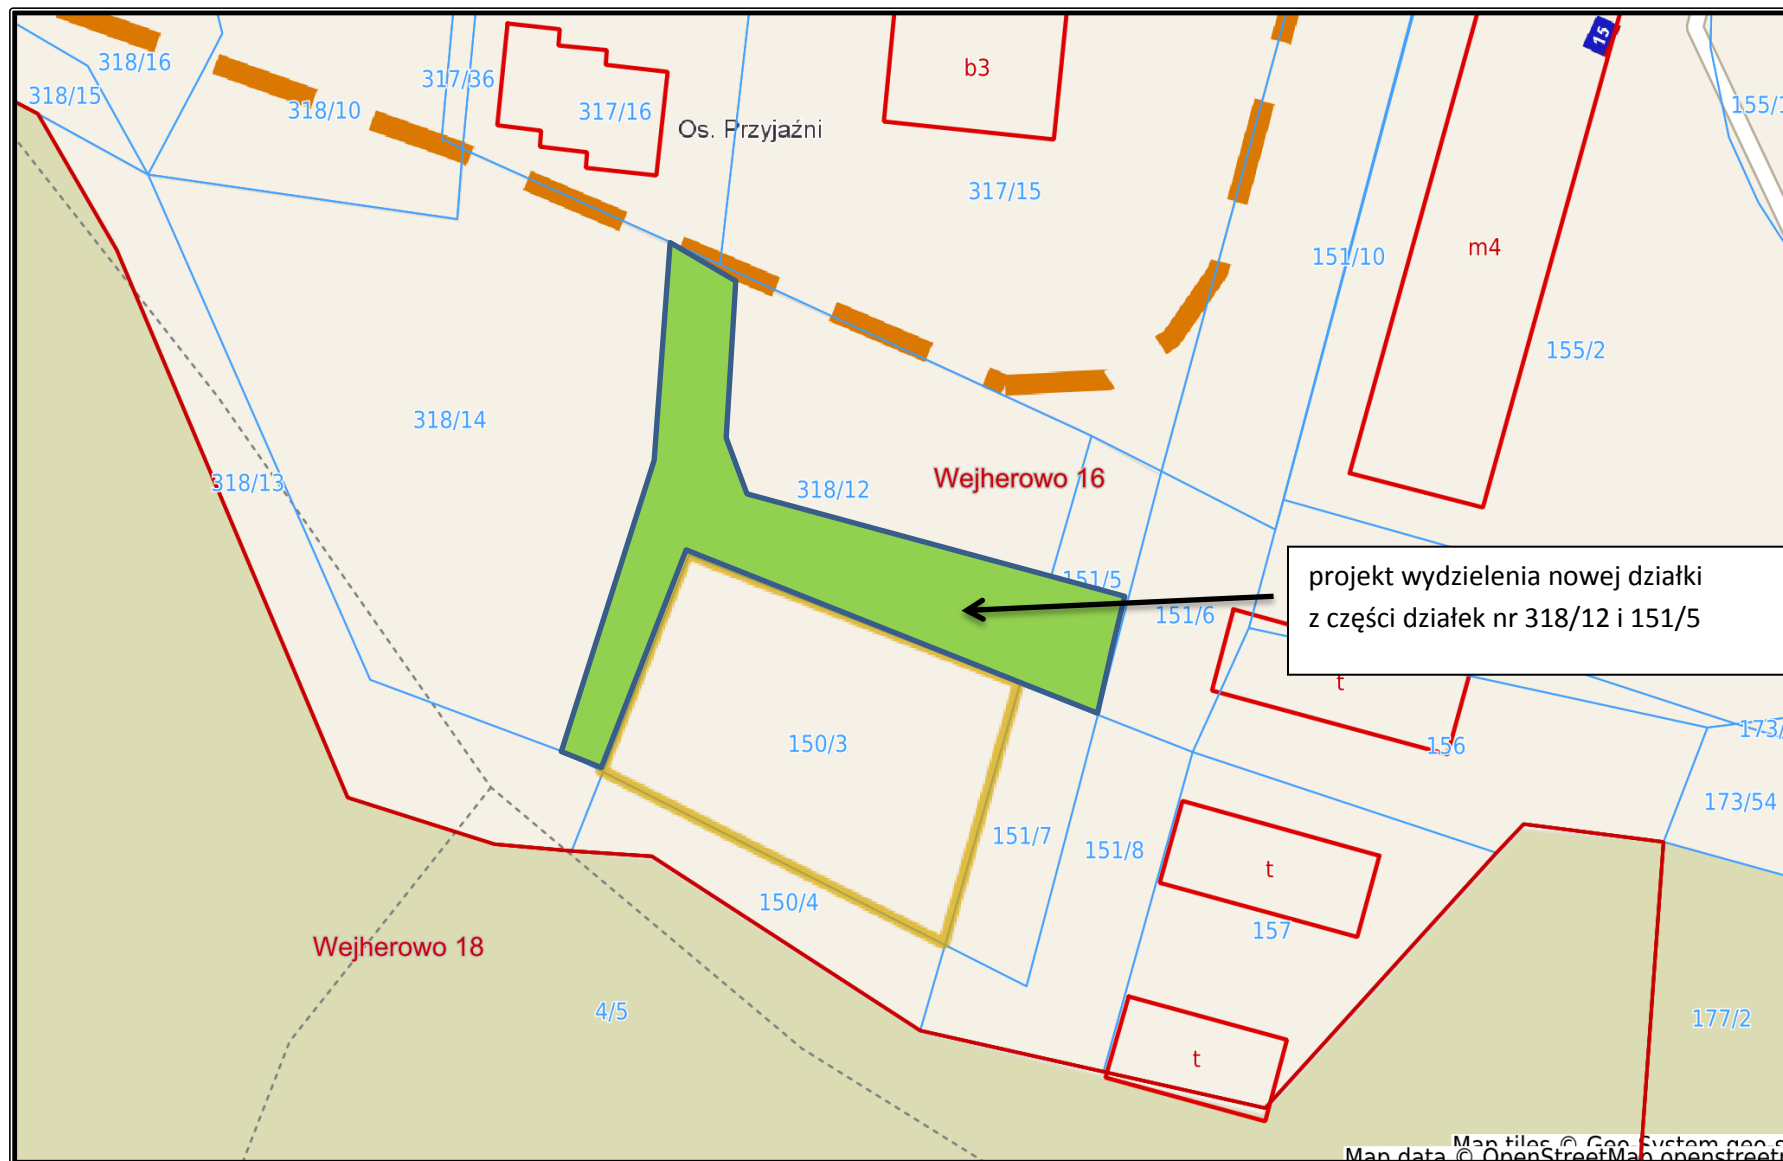 15
318/16
317/36
b3
318/15
318/10
317/16
155/1
Os. Przyjaźni
317/15
151/10
m4
155/2
318/14
318/13
318/12
Wejherowo 16
151/5
projekt wydzielenia nowej działki
z części działek nr 318/12 i 151/5
151/6
t
150/3
156
173/
173/54
151/7
151/8
t
150/4
157
Wejherowo 18
4/5
177/2
t
Map tiles © Geo-System geo-s
Map data © OpenStreetMap openstreet